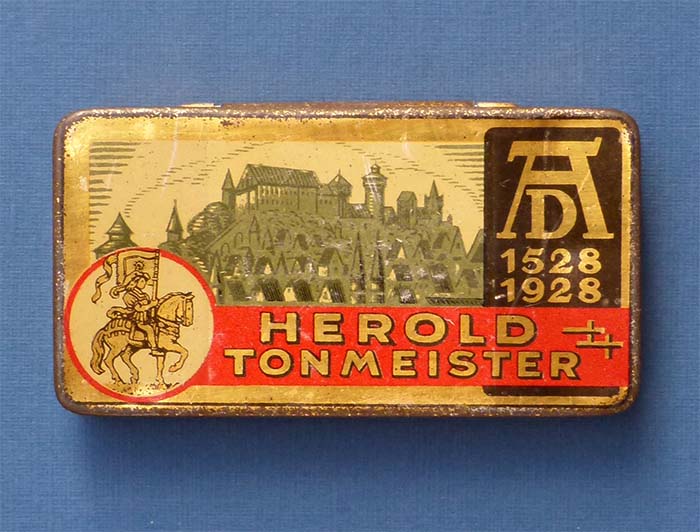 AD
1528
1928
HEROLD
TONMEISTER